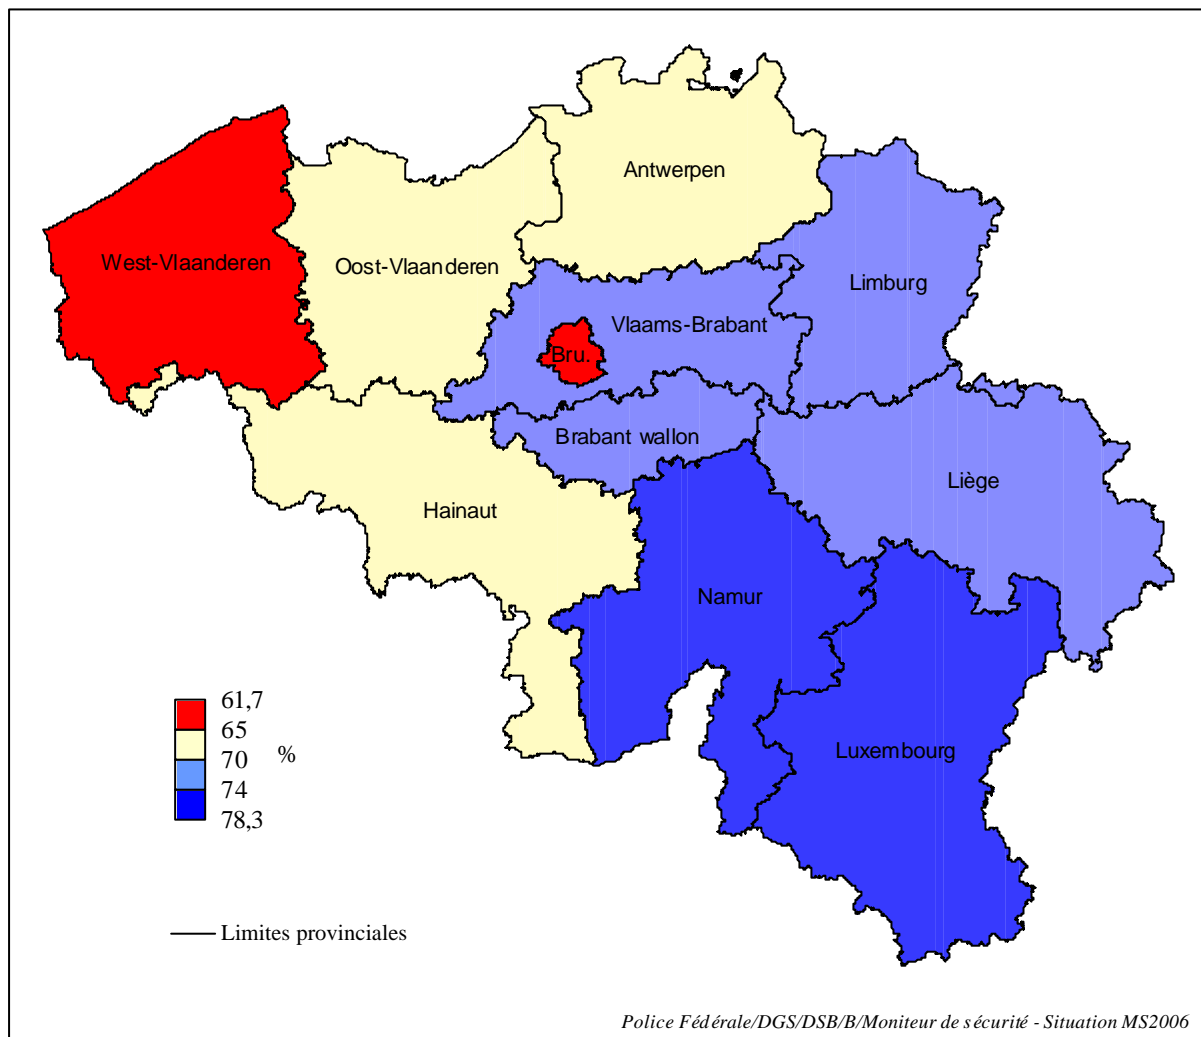 Antwerpen
West-Vlaanderen
Oost-Vlaanderen
Limburg
Vlaams-Brabant
Bru.
Brabant wallon
Liège
Hainaut
Namur
Luxembourg
61,7
65
70 %
74
78,3
Limites provinciales
Police Fédérale/DGS/DSB/B/Moniteur de sécurité - Situation MS2006